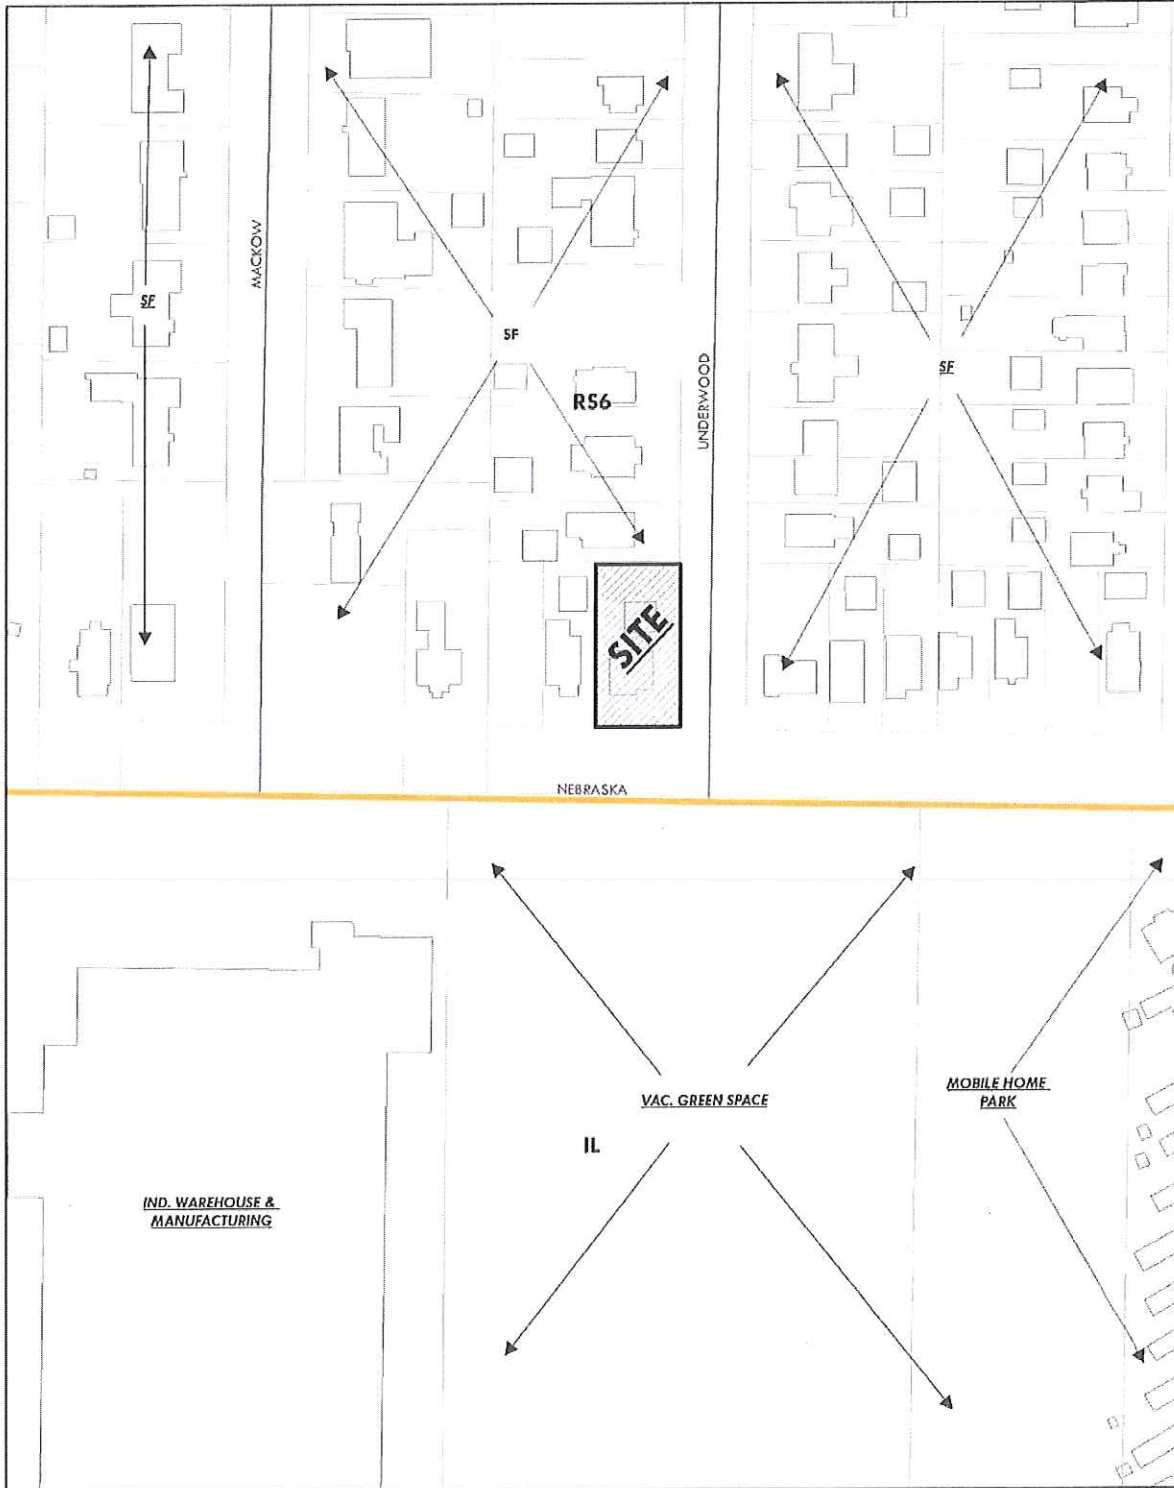 MACKOW
SF
SF
UNDERWOOD
SF
RS6
SITE
NEBRASKA
VAC. GREEN SPACE
MOBILE HOME
PARK
IL
IND. WAREHOUSE &
MANUFACTURING